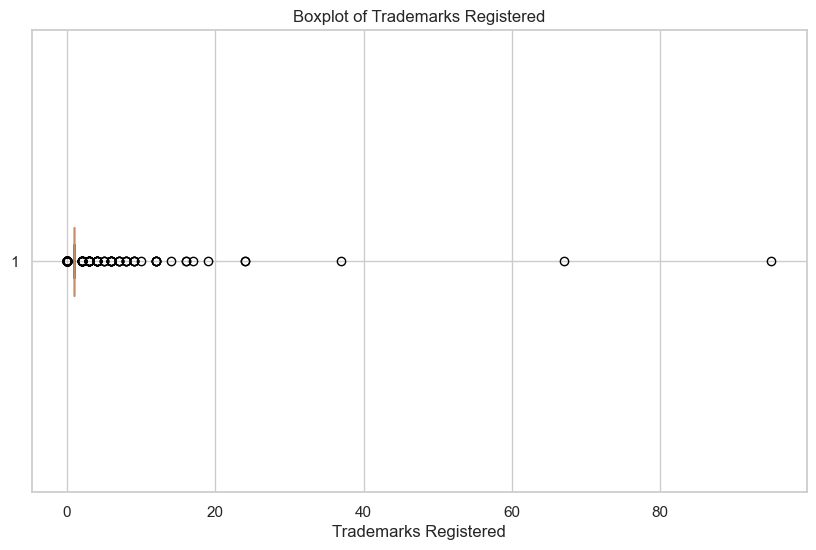 Boxplot of Trademarks Registered
1
0 20 40 60 80
Trademarks Registered